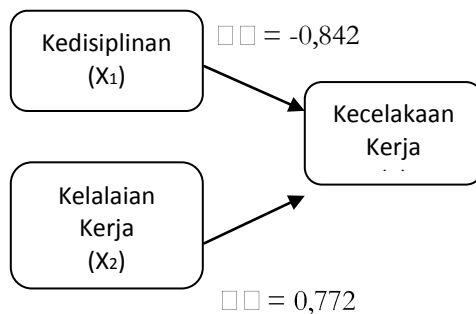 Kedisiplinan
(X₁)
□□ = -0,842
Kecelakaan
Kerja
Kelalaian
Kerja
(X₂)
□□ = 0,772